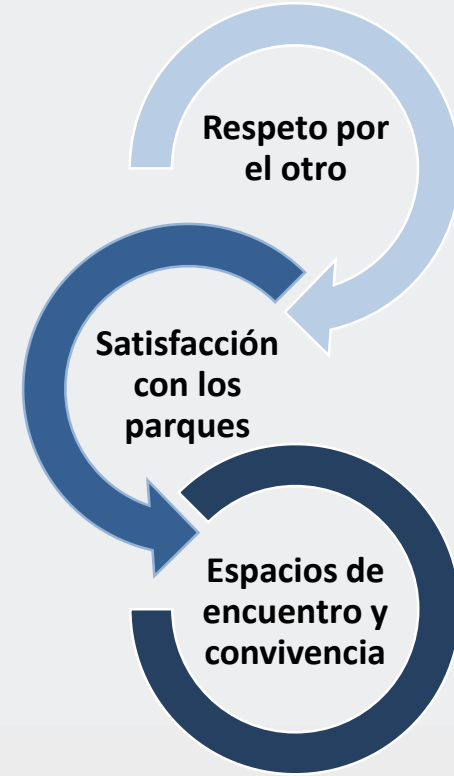 Respeto por
el otro
Satisfacción
con los
parques
Espacios de
encuentro y
convivencia